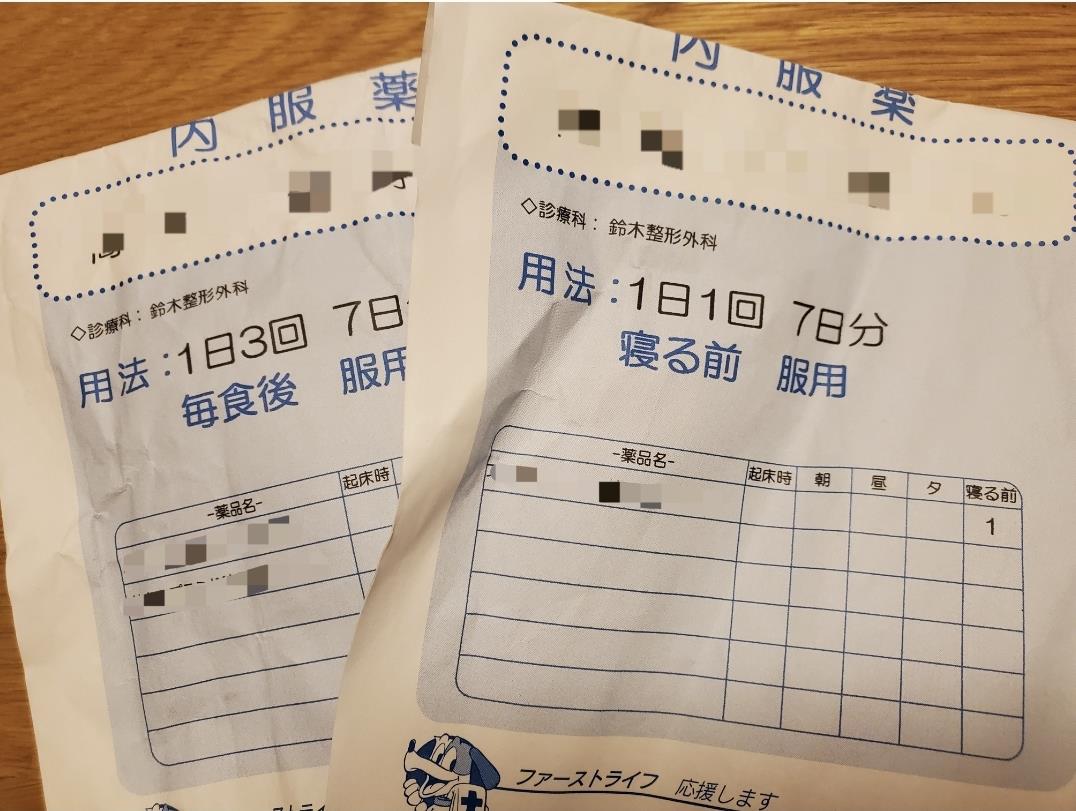 内服薬
◇診療科：鈴木整形外科
用法：1日3回 7日
毎食後 服用
-薬品名- 起床時
内服薬
◇診療科：鈴木整形外科
用法：1日1回 7日分
寝る前 服用
-薬品名- 起床時 朝 昼 夕 寝る前
1
ファーストライフ 応援します